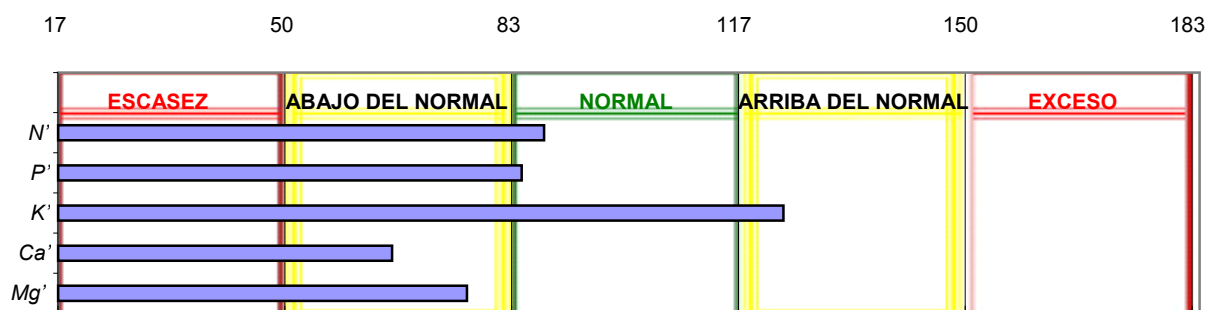 17 50 83 117 150 183
ESCASEZ ABAJO DEL NORMAL NORMAL ARRIBA DEL NORMAL EXCESO
N’
P’
K’
Ca’
Mg’